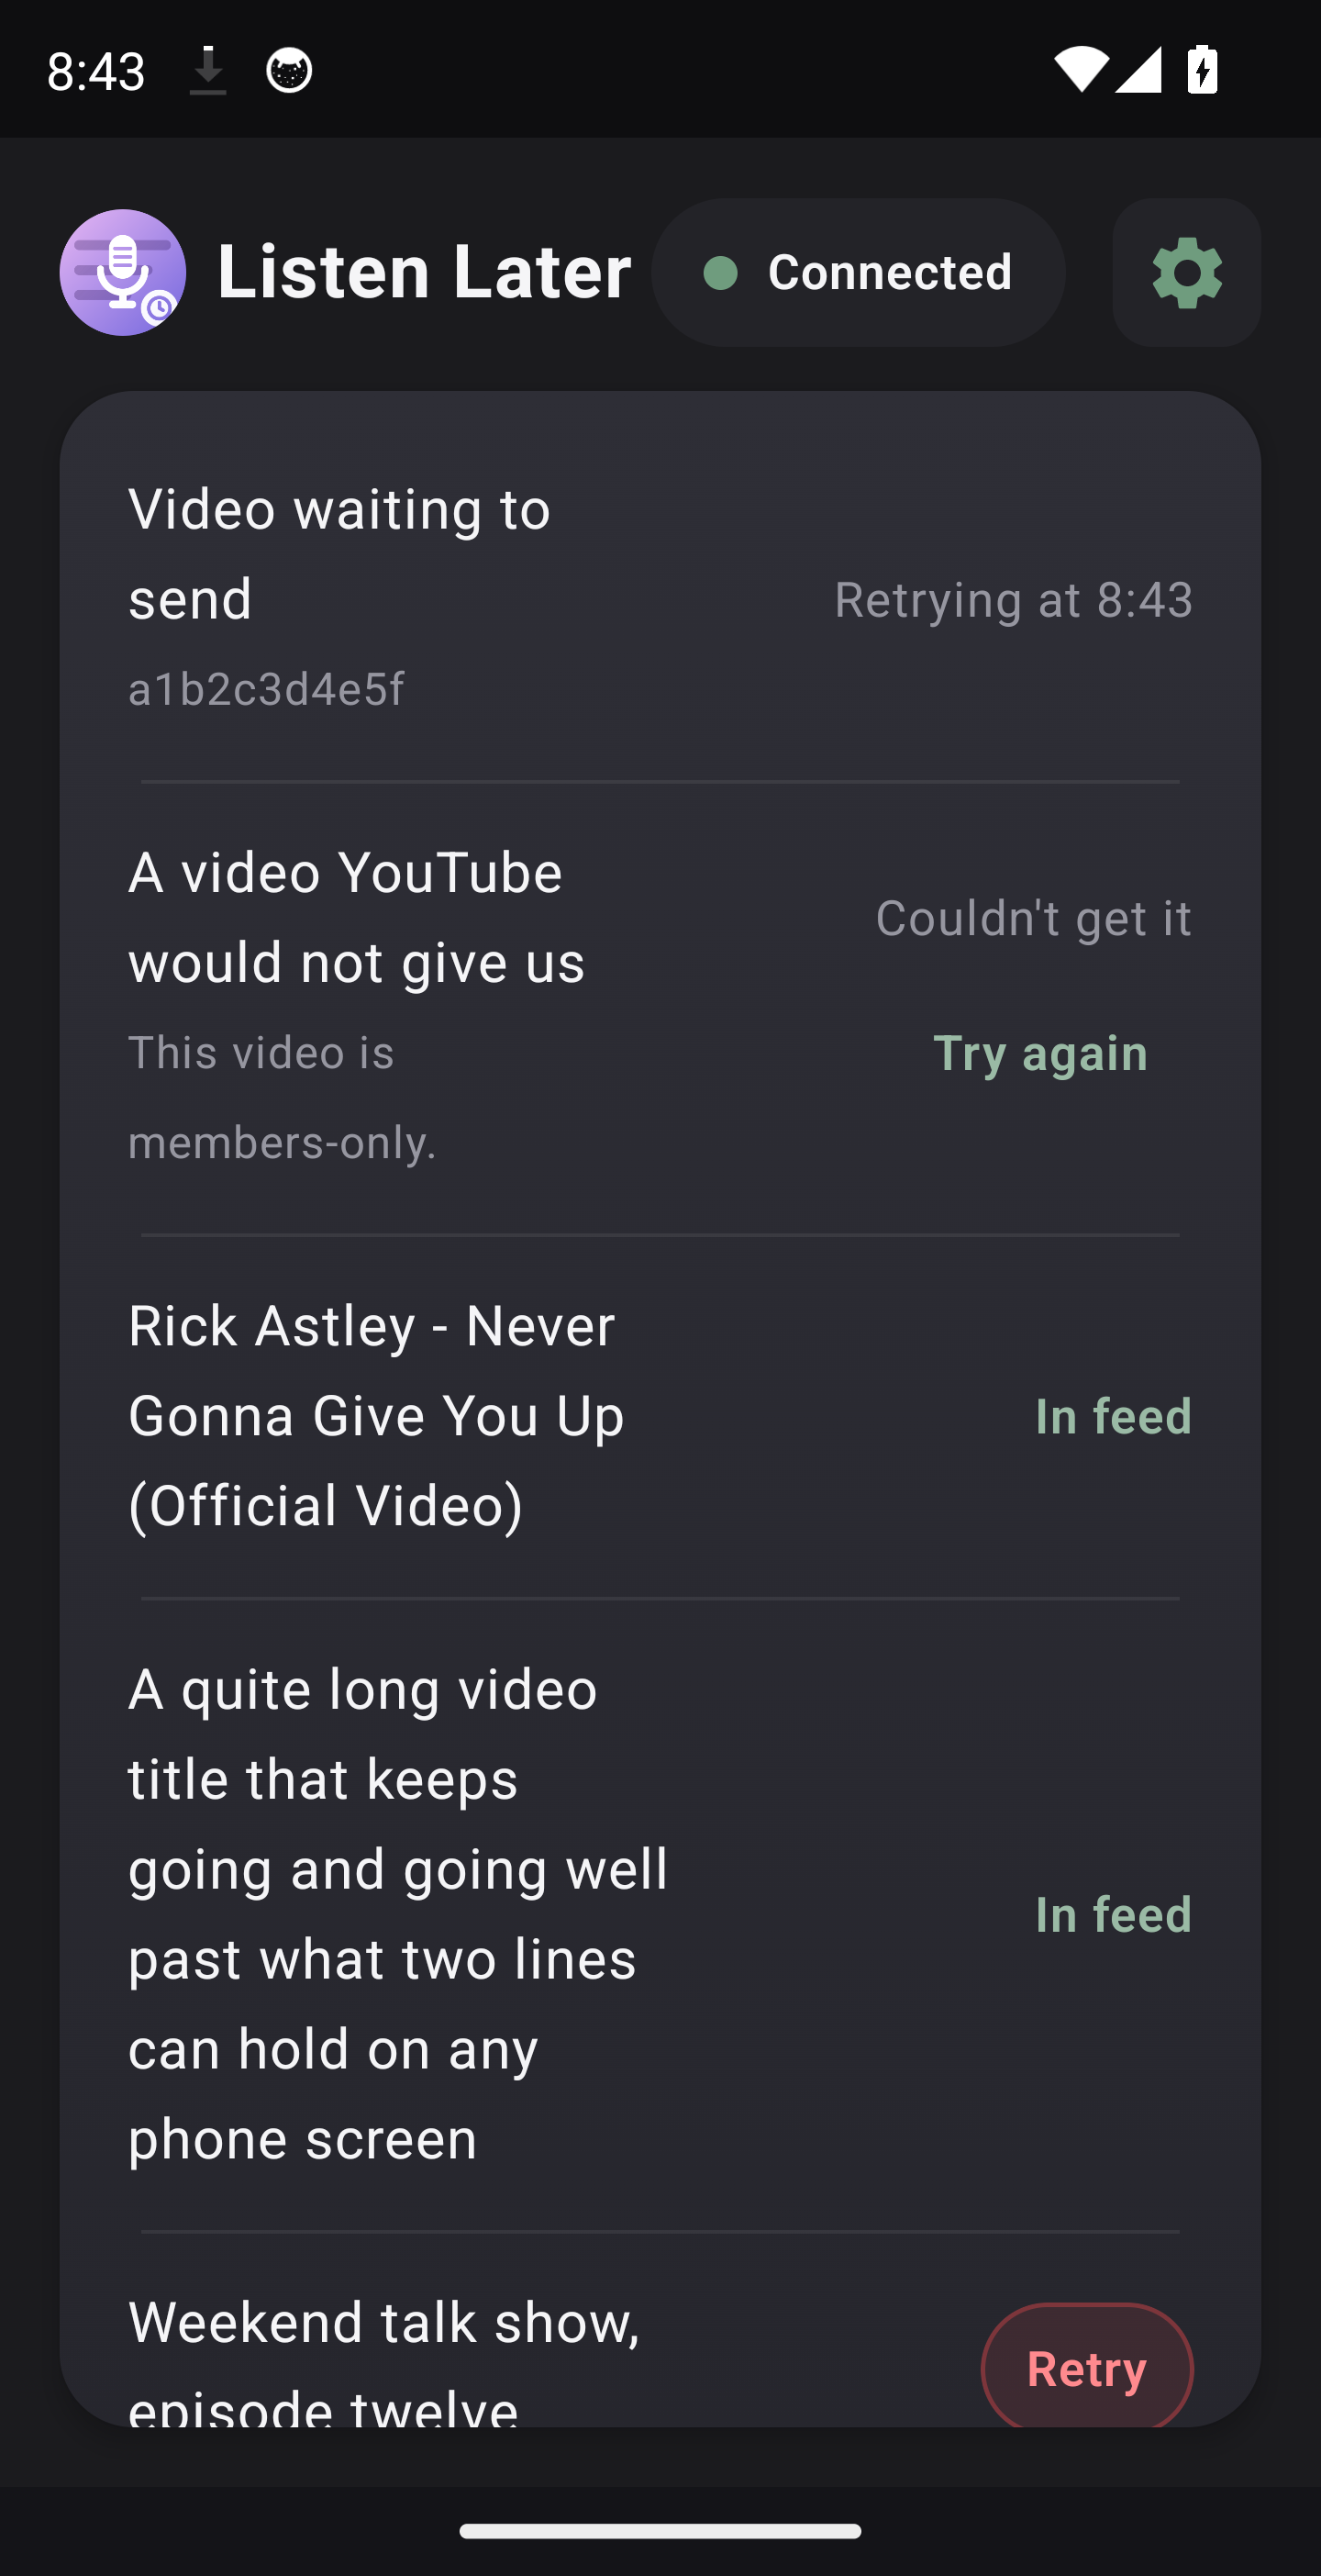 8:43
Listen Later
Connected
Video waiting to
send
a1b2c3d4e5f
Retrying at 8:43
A video YouTube
would not give us
This video is
members-only.
Couldn't get it
Try again
Rick Astley - Never
Gonna Give You Up
(Official Video)
In feed
A quite long video
title that keeps
going and going well
past what two lines
can hold on any
phone screen
In feed
Weekend talk show,
episode twelve
Retry